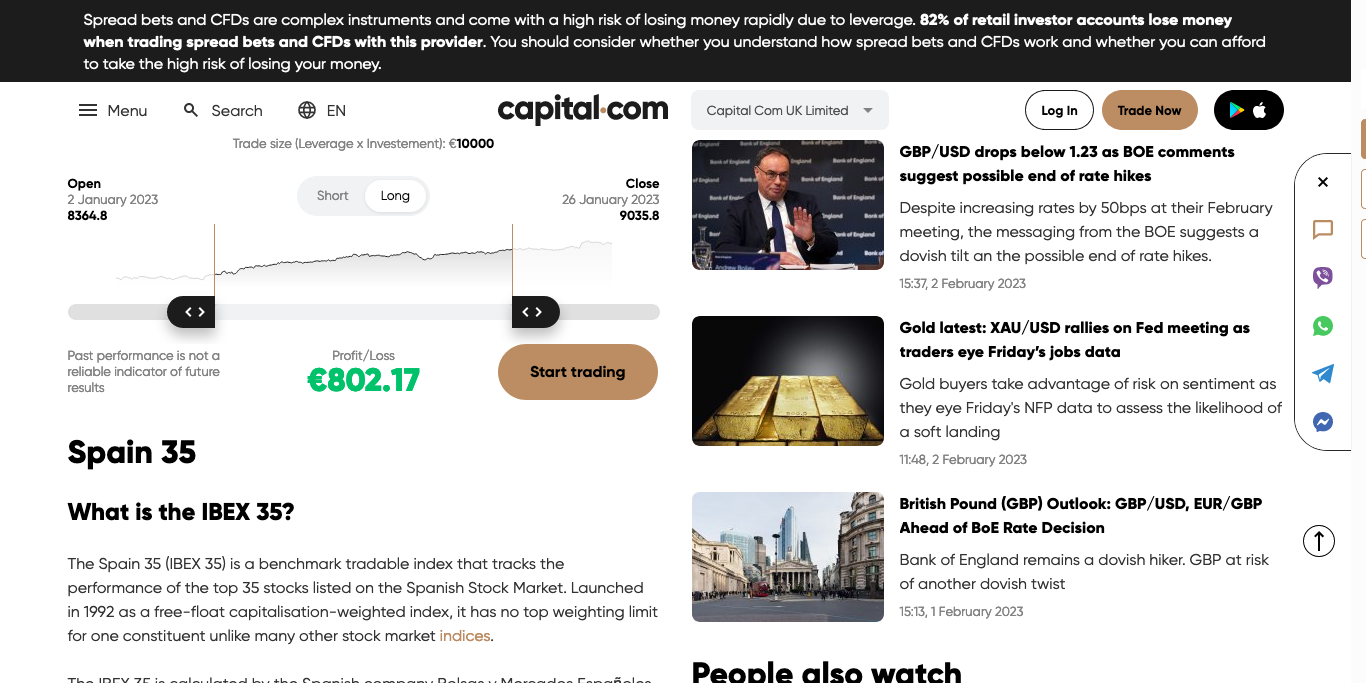 Spread bets and CFDs are complex instruments and come with a high risk of losing money rapidly due to leverage. 82% of retail investor accounts lose money
when trading spread bets and CFDs with this provider. You should consider whether you understand how spread bets and CFDs work and whether you can afford
to take the high risk of losing your money.
Menu
Search
EN
capital.com
Capital Com UK Limited
Log In
Trade Now
Trade size (Leverage x Investement): €10000
Open
2 January 2023
8364.8
Short
Long
Close
26 January 2023
9035.8
Past performance is not a
reliable indicator of future
results
Profit/Loss
€802.17
Start trading
Spain 35
What is the IBEX 35?
The Spain 35 (IBEX 35) is a benchmark tradable index that tracks the
performance of the top 35 stocks listed on the Spanish Stock Market. Launched
in 1992 as a free-float capitalisation-weighted index, it has no top weighting limit
for one constituent unlike many other stock market indices.
The IBEX 35 is calculated by the Spanish company Bolsas y Mercados Españoles
Bank of England
GBP/USD drops below 1.23 as BOE comments
suggest possible end of rate hikes
Despite increasing rates by 50bps at their February
meeting, the messaging from the BOE suggests a
dovish tilt an the possible end of rate hikes.
15:37, 2 February 2023
Gold latest: XAU/USD rallies on Fed meeting as
traders eye Friday’s jobs data
Gold buyers take advantage of risk on sentiment as
they eye Friday's NFP data to assess the likelihood of
a soft landing
11:48, 2 February 2023
British Pound (GBP) Outlook: GBP/USD, EUR/GBP
Ahead of BoE Rate Decision
Bank of England remains a dovish hiker. GBP at risk
of another dovish twist
15:13, 1 February 2023
People also watch